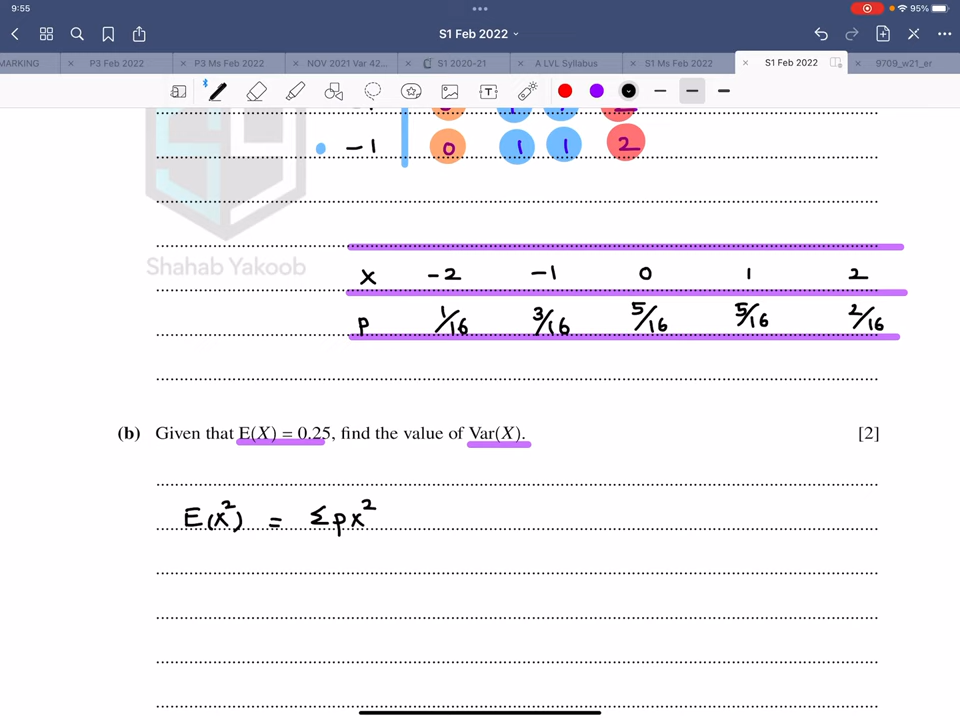 9:55
95%
S1 Feb 2022
MARKING
P3 Feb 2022
P3 Ms Feb 2022
NOV 2021 Var 42...
S1 2020-21
A LVL Syllabus
S1 Ms Feb 2022
S1 Feb 2022
9709_w21_er
-1 0 1 1 2
Shahab Yakoob
x -2 -1 0 1 2
P 1/16 3/16 5/16 5/16 2/16
(b) Given that E(X) = 0.25, find the value of Var(X). [2]
E(x²) = Σpx²